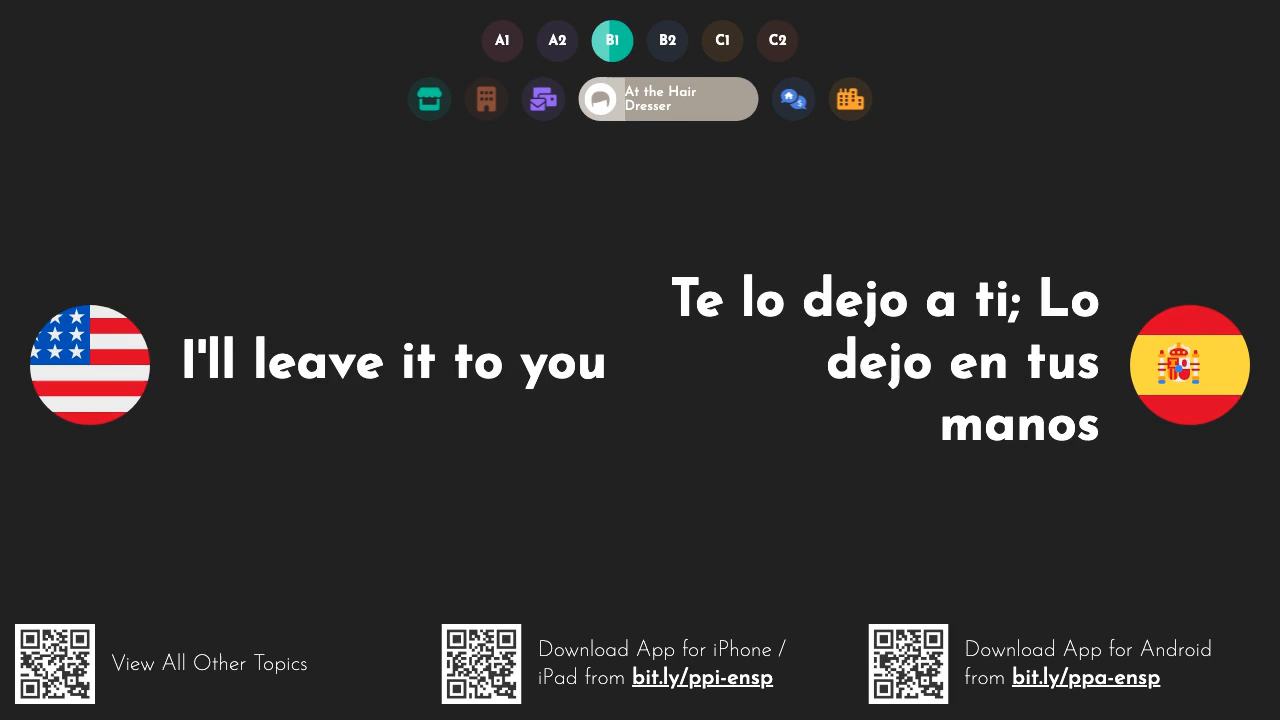 A1 A2 B1 B2 C1 C2
At the Hair
Dresser
I'll leave it to you
Te lo dejo a ti; Lo
dejo en tus
manos
View All Other Topics
Download App for iPhone /
iPad from bit.ly/ppi-ensp
Download App for Android
from bit.ly/ppa-ensp